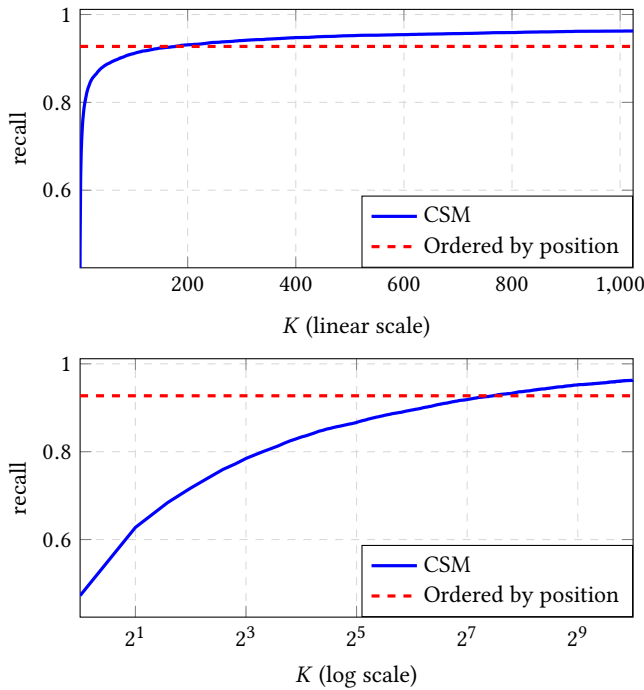 1
0.8
0.6
recall
CSM
Ordered by position
200 400 600 800 1,000
K (linear scale)
1
0.8
0.6
recall
CSM
Ordered by position
2^1 2^3 2^5 2^7 2^9
K (log scale)